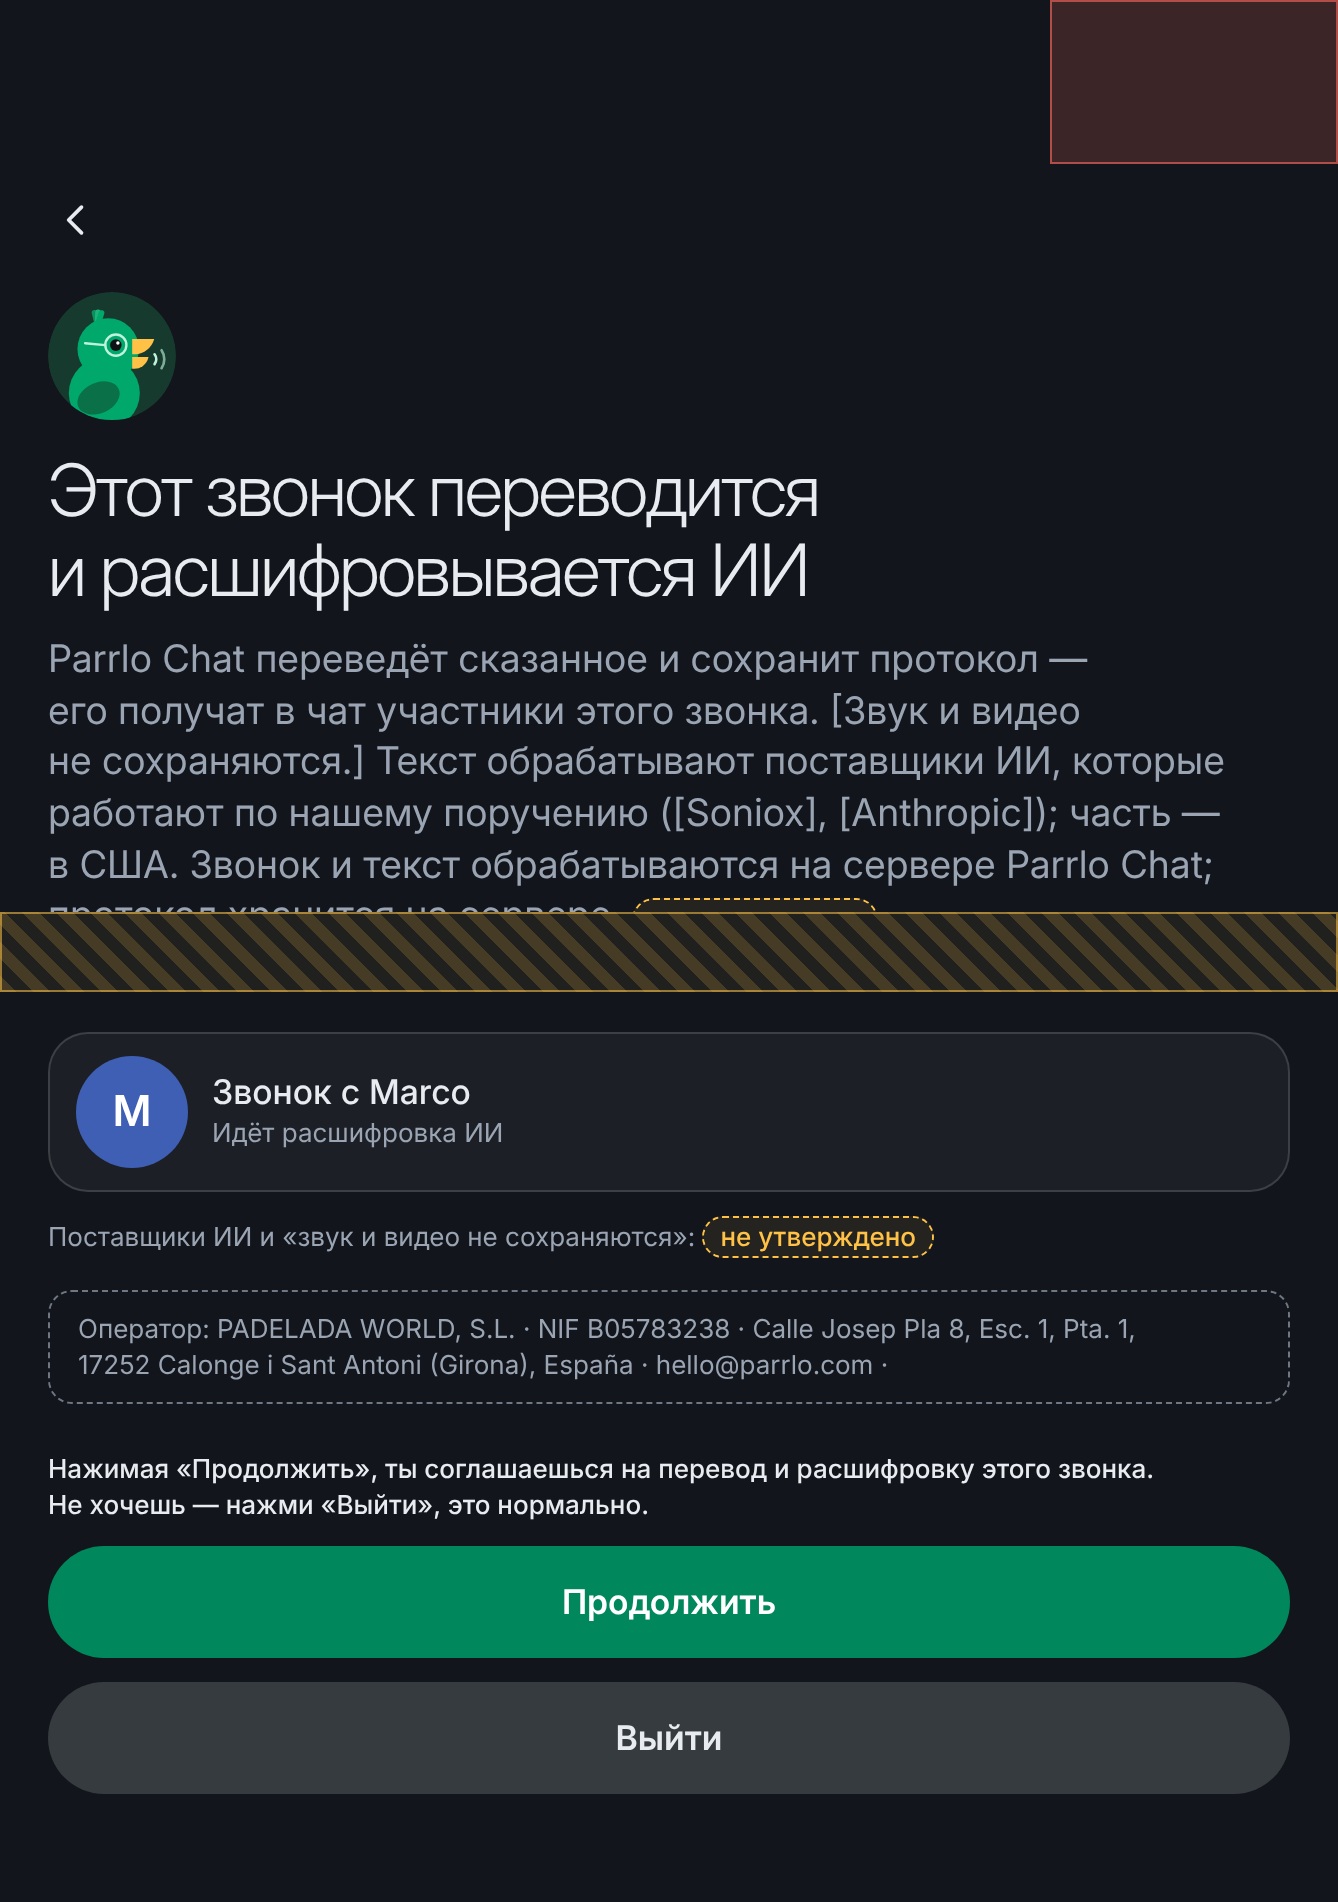 Этот звонок переводится
и расшифровывается ИИ
Parrlo Chat переведёт сказанное и сохранит протокол —
его получат в чат участники этого звонка. [Звук и видео
не сохраняются.] Текст обрабатывают поставщики ИИ, которые
работают по нашему поручению ([Soniox], [Anthropic]); часть —
в США. Звонок и текст обрабатываются на сервере Parrlo Chat;
протокол хранится на сервере
M
Звонок с Marco
Идёт расшифровка ИИ
Поставщики ИИ и «звук и видео не сохраняются»: не утверждено
Оператор: PADELADA WORLD, S.L. · NIF B05783238 · Calle Josep Pla 8, Esc. 1, Pta. 1,
17252 Calonge i Sant Antoni (Girona), España · hello@parrlo.com ·
Нажимая «Продолжить», ты соглашаешься на перевод и расшифровку этого звонка.
Не хочешь — нажми «Выйти», это нормально.
Продолжить
Выйти